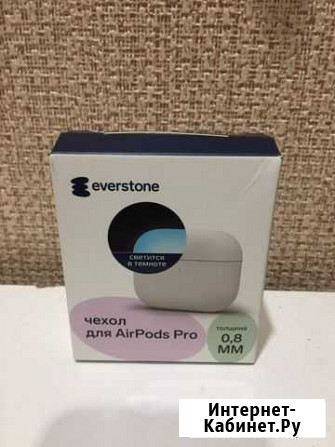 everstone
светится
в темноте
чехол
для AirPods Pro
толщина
0,8
мм
Интернет-
Кабинет.Ру